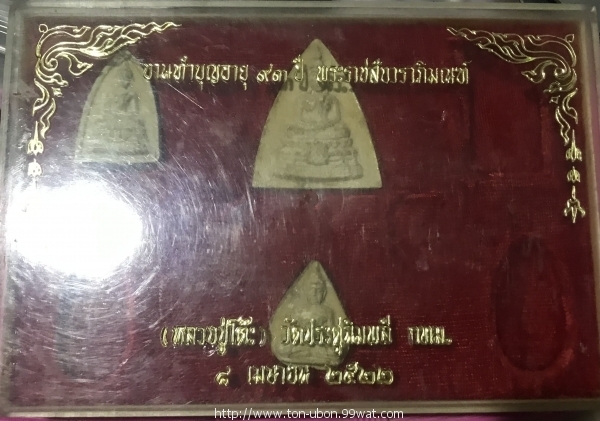 งานทำบุญอายุ ๙๓ ปี พระราชสังวราภิมณฑ์
(หลวงปู่โต๊ะ) วัดประดู่ฉิมพลี กทม.
๘ เมษายน ๒๕๒๒
http://www.ton-ubon.99wat.com